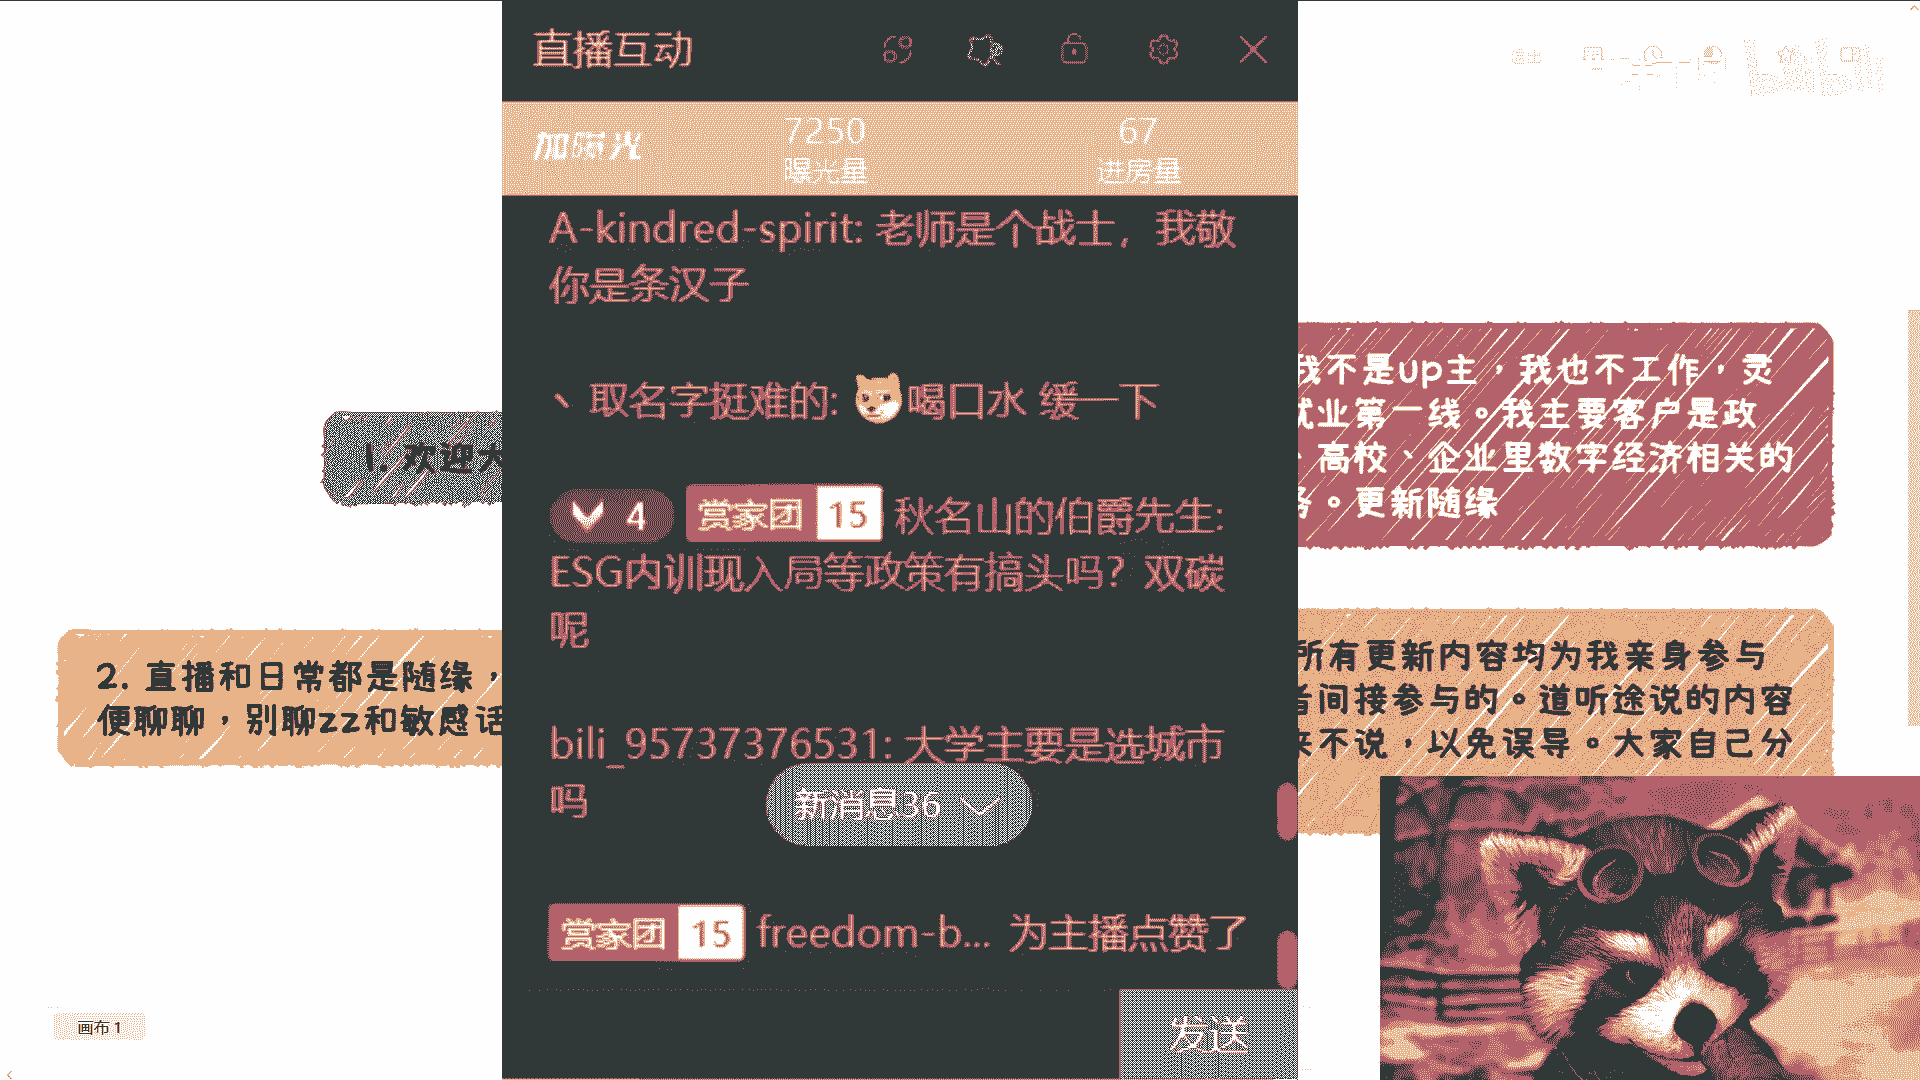 直播互动
加曝光
7250
曝光量
67
进房量
A-kindred-spirit: 老师是个战士，我敬
你是条汉子
丶取名字挺难的: 喝口水 缓一下
4 赏家团 15 秋名山的伯爵先生:
ESG内训现入局等政策有搞头吗？双碳
呢
bili_95737376531: 大学主要是选城市
吗
新消息36
赏家团 15 freedom-b... 为主播点赞了
发送
1. 欢迎大
2. 直播和日常都是随缘，
便聊聊，别聊zz和敏感话
我不是up主，我也不工作，灵
就业第一线。我主要客户是政
、高校、企业里数字经济相关的
务。更新随缘
所有更新内容均为我亲身参与
者间接参与的。道听途说的内容
来不说，以免误导。大家自己分
画布 1